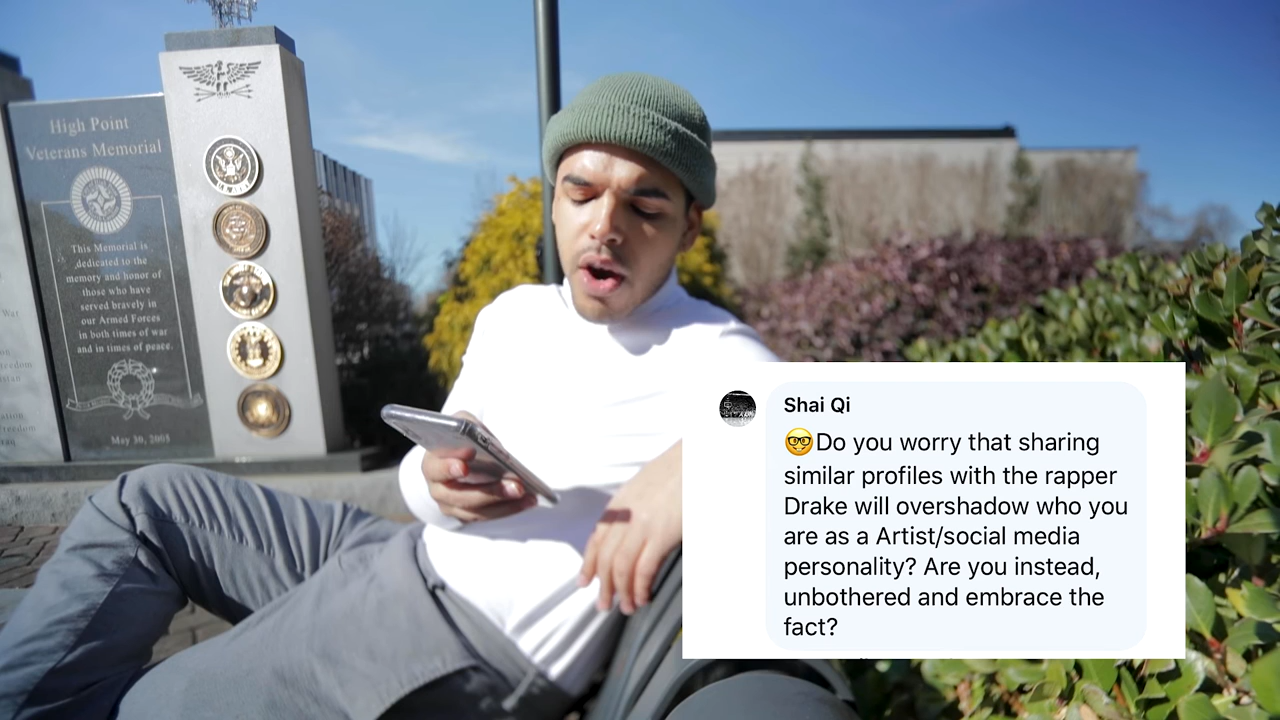 High Point
Veterans Memorial
This Memorial is
dedicated to the
memory and honor of
those who have
served bravely in
our Armed Forces
in both times of war
and in times of peace.
May 30, 2005
War
Shai Qi
🤓Do you worry that sharing
similar profiles with the rapper
Drake will overshadow who you
are as a Artist/social media
personality? Are you instead,
unbothered and embrace the
fact?